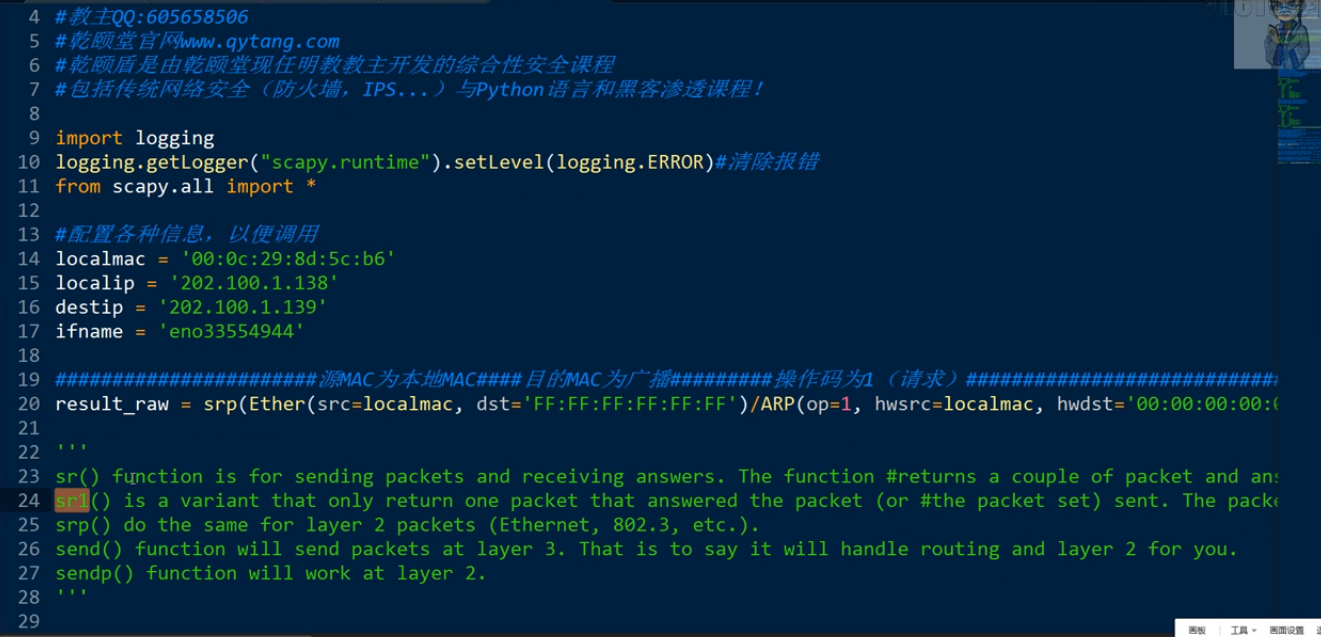 4 #教主QQ:605658506
5 #乾颐堂官网www.qytang.com
6 #乾颐盾是由乾颐堂现任明教教主开发的综合性安全课程
7 #包括传统网络安全（防火墙，IPS...）与Python语言和黑客渗透课程！
8
9 import logging
10 logging.getLogger("scapy.runtime").setLevel(logging.ERROR)#清除报错
11 from scapy.all import *
12
13 #配置各种信息，以便调用
14 localmac = '00:0c:29:8d:5c:b6'
15 localip = '202.100.1.138'
16 destip = '202.100.1.139'
17 ifname = 'eno33554944'
18
19 #######################源MAC为本地MAC####目的MAC为广播#########操作码为1（请求）############################
20 result_raw = srp(Ether(src=localmac, dst='FF:FF:FF:FF:FF:FF')/ARP(op=1, hwsrc=localmac, hwdst='00:00:00:00:
21
22 '''
23 sr() function is for sending packets and receiving answers. The function #returns a couple of packet and
24 sr1() is a variant that only return one packet that answered the packet (or #the packet set) sent. The
25 srp() do the same for layer 2 packets (Ethernet, 802.3, etc.).
26 send() function will send packets at layer 3. That is to say it will handle routing and layer 2 for you.
27 sendp() function will work at layer 2.
28 '''
29
画板 工具 画面设置